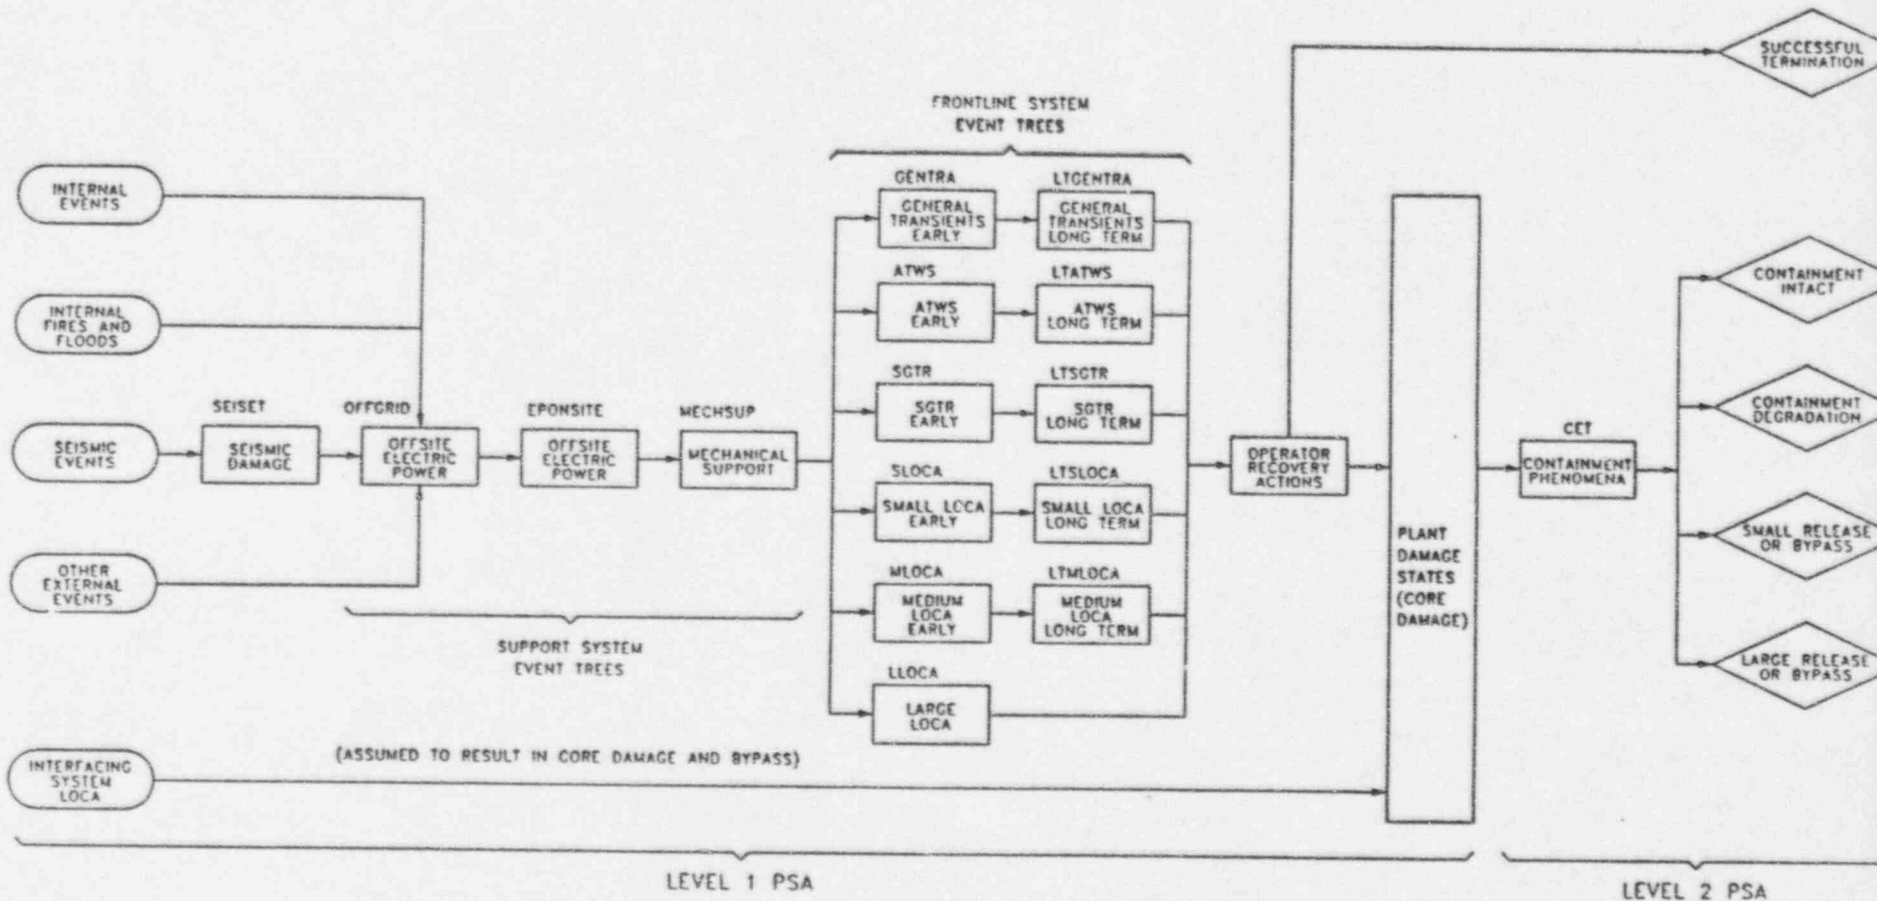 SUCCESSFUL
TERMINATION
FRONTLINE SYSTEM
EVENT TREES
INTERNAL
EVENTS
GENTRA
GENERAL
TRANSIENTS
EARLY
LTGENTRA
GENERAL
TRANSIENTS
LONG TERM
ATWS
ATWS
EARLY
LTATWS
ATWS
LONG TERM
CONTAINMENT
INTACT
INTERNAL
FIRES AND
FLOODS
SGTR
SGTR
EARLY
LTSGTR
SGTR
LONG TERM
CONTAINMENT
DEGRADATION
SEISMIC
EVENTS
SEISET
SEISMIC
DAMAGE
OFFGRID
OFFSITE
ELECTRIC
POWER
EPONSITE
OFFSITE
ELECTRIC
POWER
MECHSUP
MECHANICAL
SUPPORT
SLOCA
SMALL LOCA
EARLY
LTSLOCA
SMALL LOCA
LONG TERM
OPERATOR
RECOVERY
ACTIONS
PLANT
DAMAGE
STATES
(CORE
DAMAGE)
CET
CONTAINMENT
PHENOMENA
SMALL RELEASE
OR BYPASS
OTHER
EXTERNAL
EVENTS
SUPPORT SYSTEM
EVENT TREES
MLOCA
MEDIUM
LOCA
EARLY
LTMLOCA
MEDIUM
LOCA
LONG TERM
LLOCA
LARGE
LOCA
LARGE RELEASE
OR BYPASS
INTERFACING
SYSTEM
LOCA
(ASSUMED TO RESULT IN CORE DAMAGE AND BYPASS)
LEVEL 1 PSA
LEVEL 2 PSA